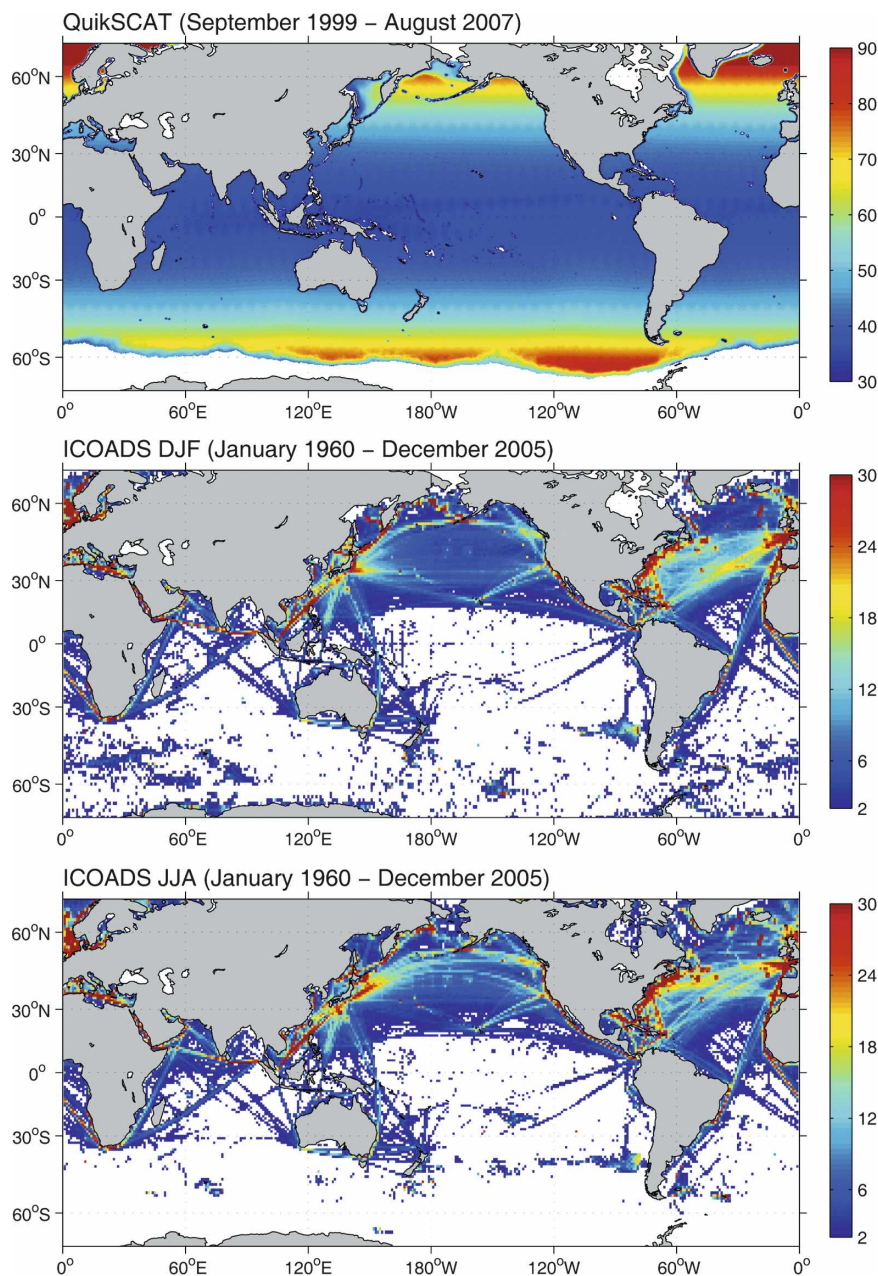 QuikSCAT (September 1999 – August 2007)
60°N
30°N
0°
30°S
60°S
0° 60°E 120°E 180°W 120°W 60°W 0°
90
80
70
60
50
40
30
ICOADS DJF (January 1960 – December 2005)
60°N
30°N
0°
30°S
60°S
0° 60°E 120°E 180°W 120°W 60°W 0°
30
24
18
12
6
2
ICOADS JJA (January 1960 – December 2005)
60°N
30°N
0°
30°S
60°S
0° 60°E 120°E 180°W 120°W 60°W 0°
30
24
18
12
6
2